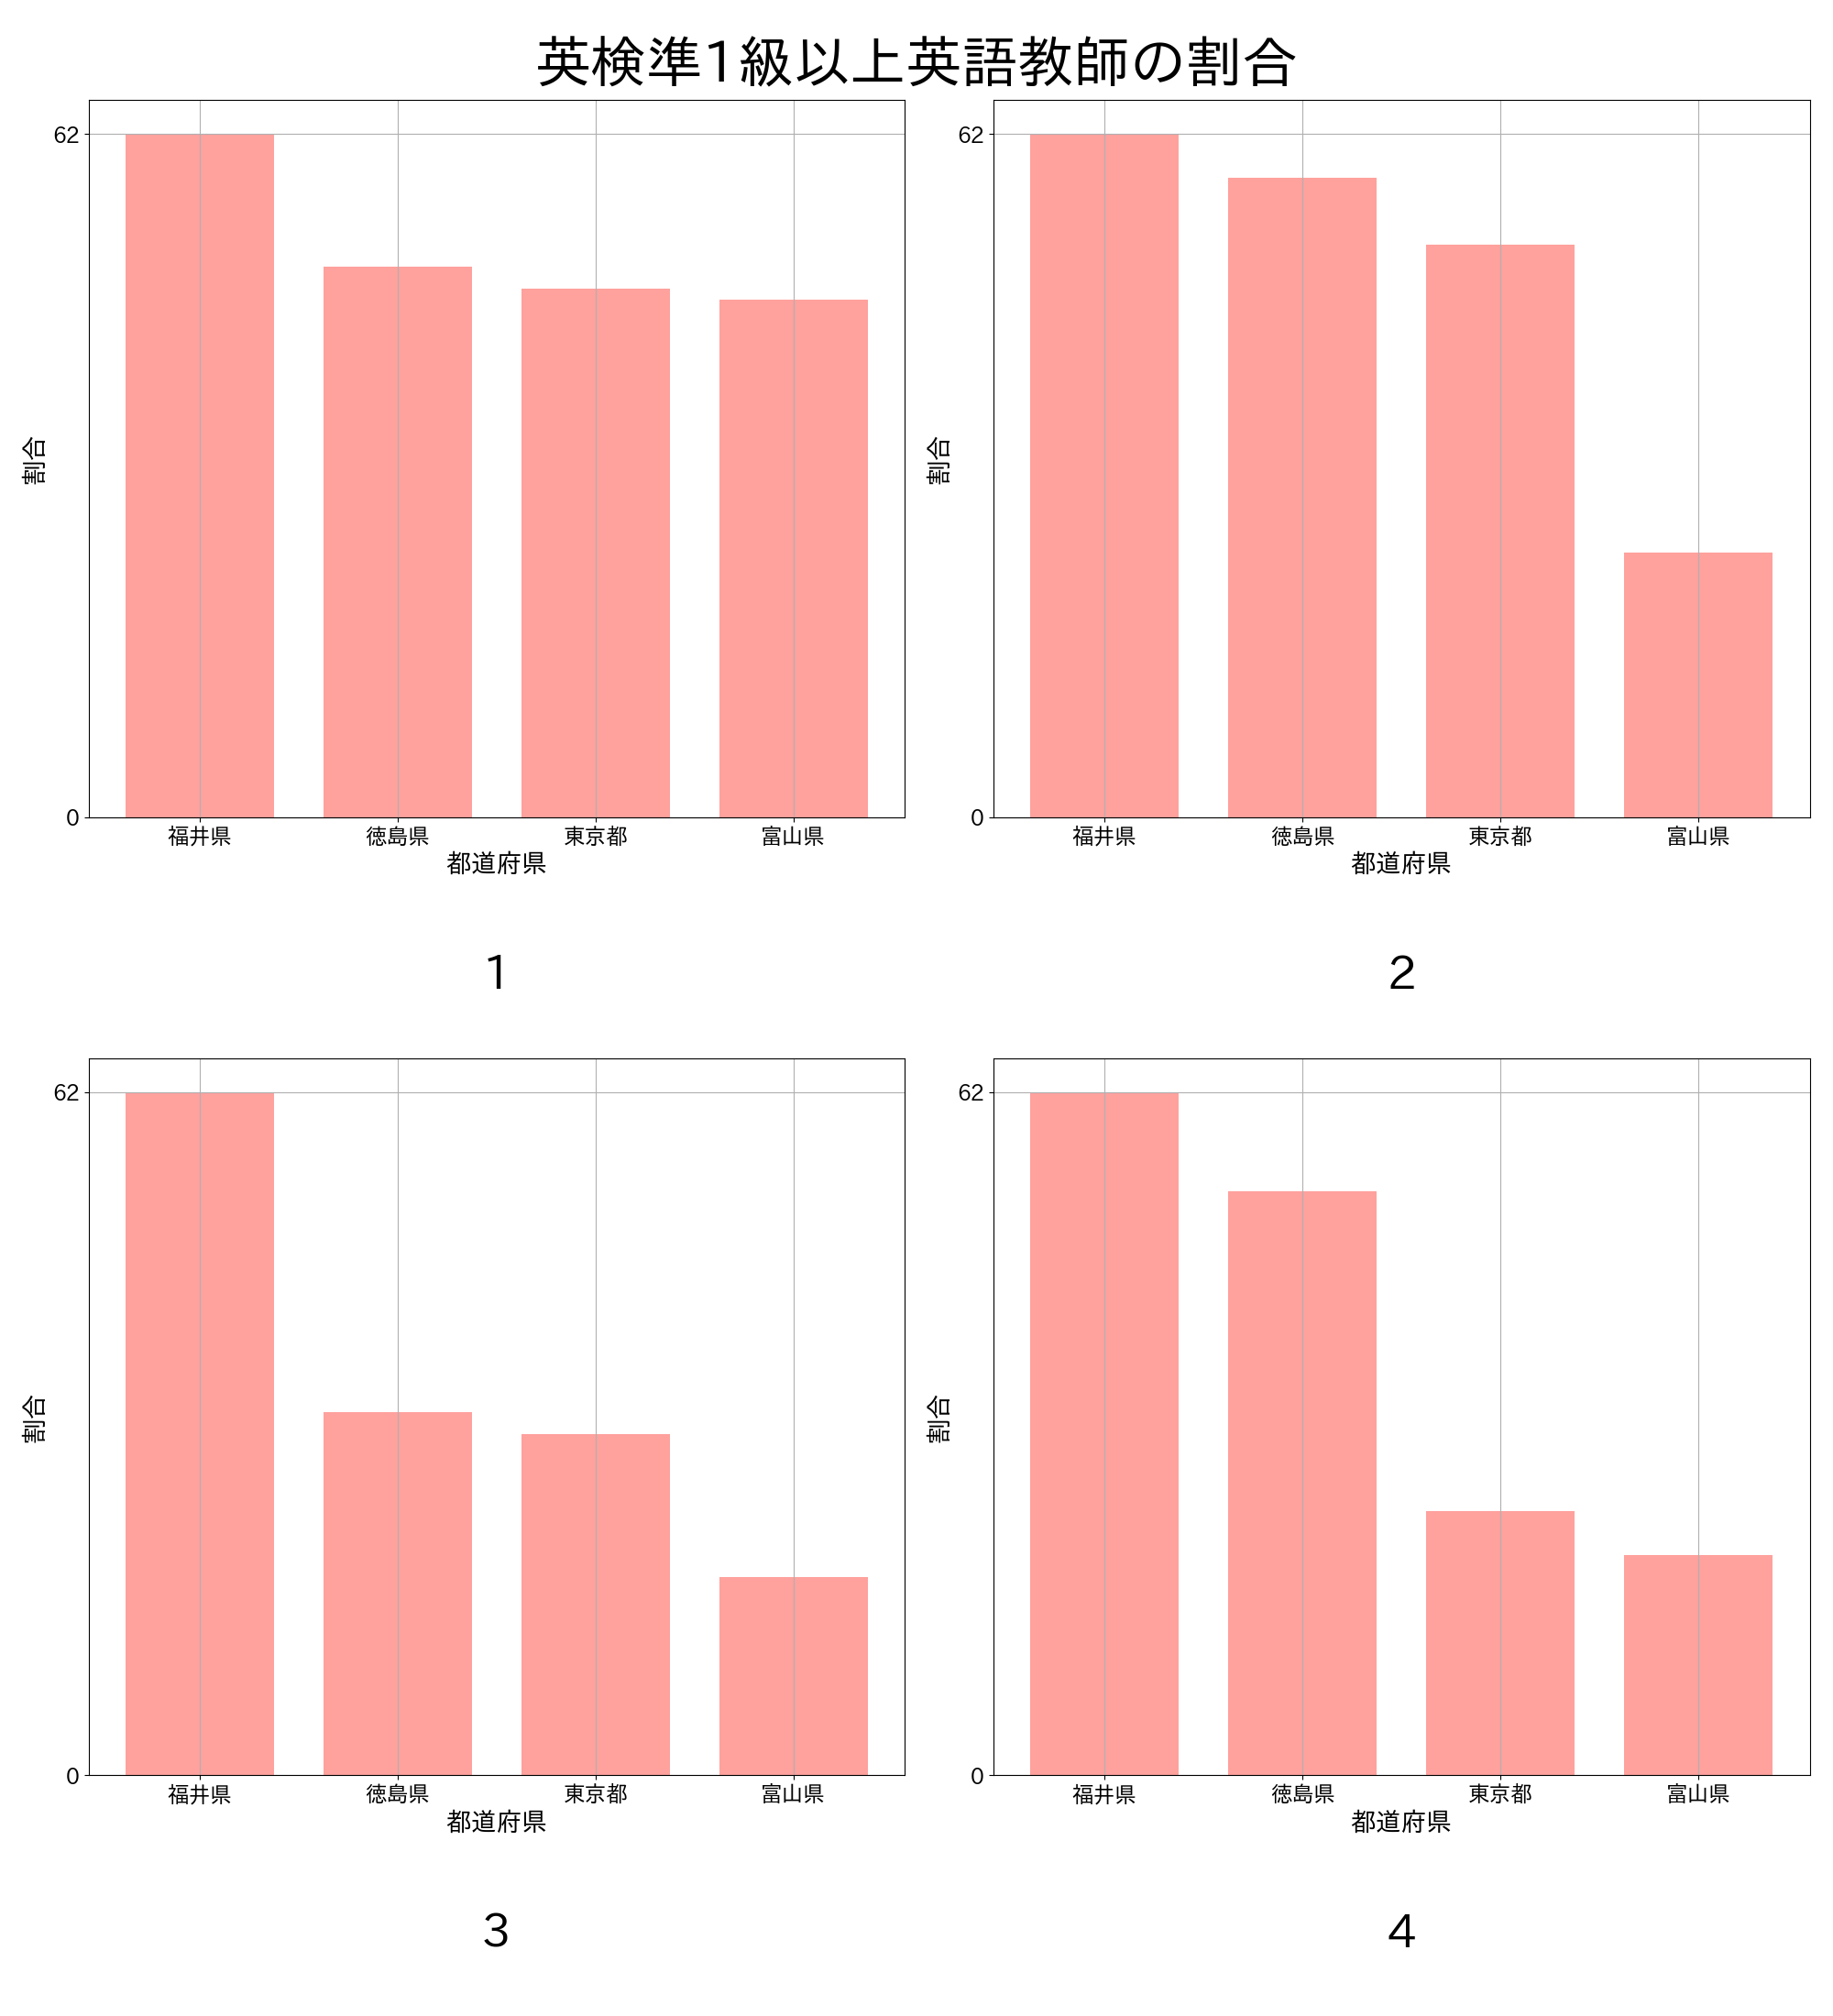 英検準1級以上英語教師の割合
62
割合
0
福井県 徳島県 東京都 富山県
都道府県
1
62
割合
0
福井県 徳島県 東京都 富山県
都道府県
2
62
割合
0
福井県 徳島県 東京都 富山県
都道府県
3
62
割合
0
福井県 徳島県 東京都 富山県
都道府県
4